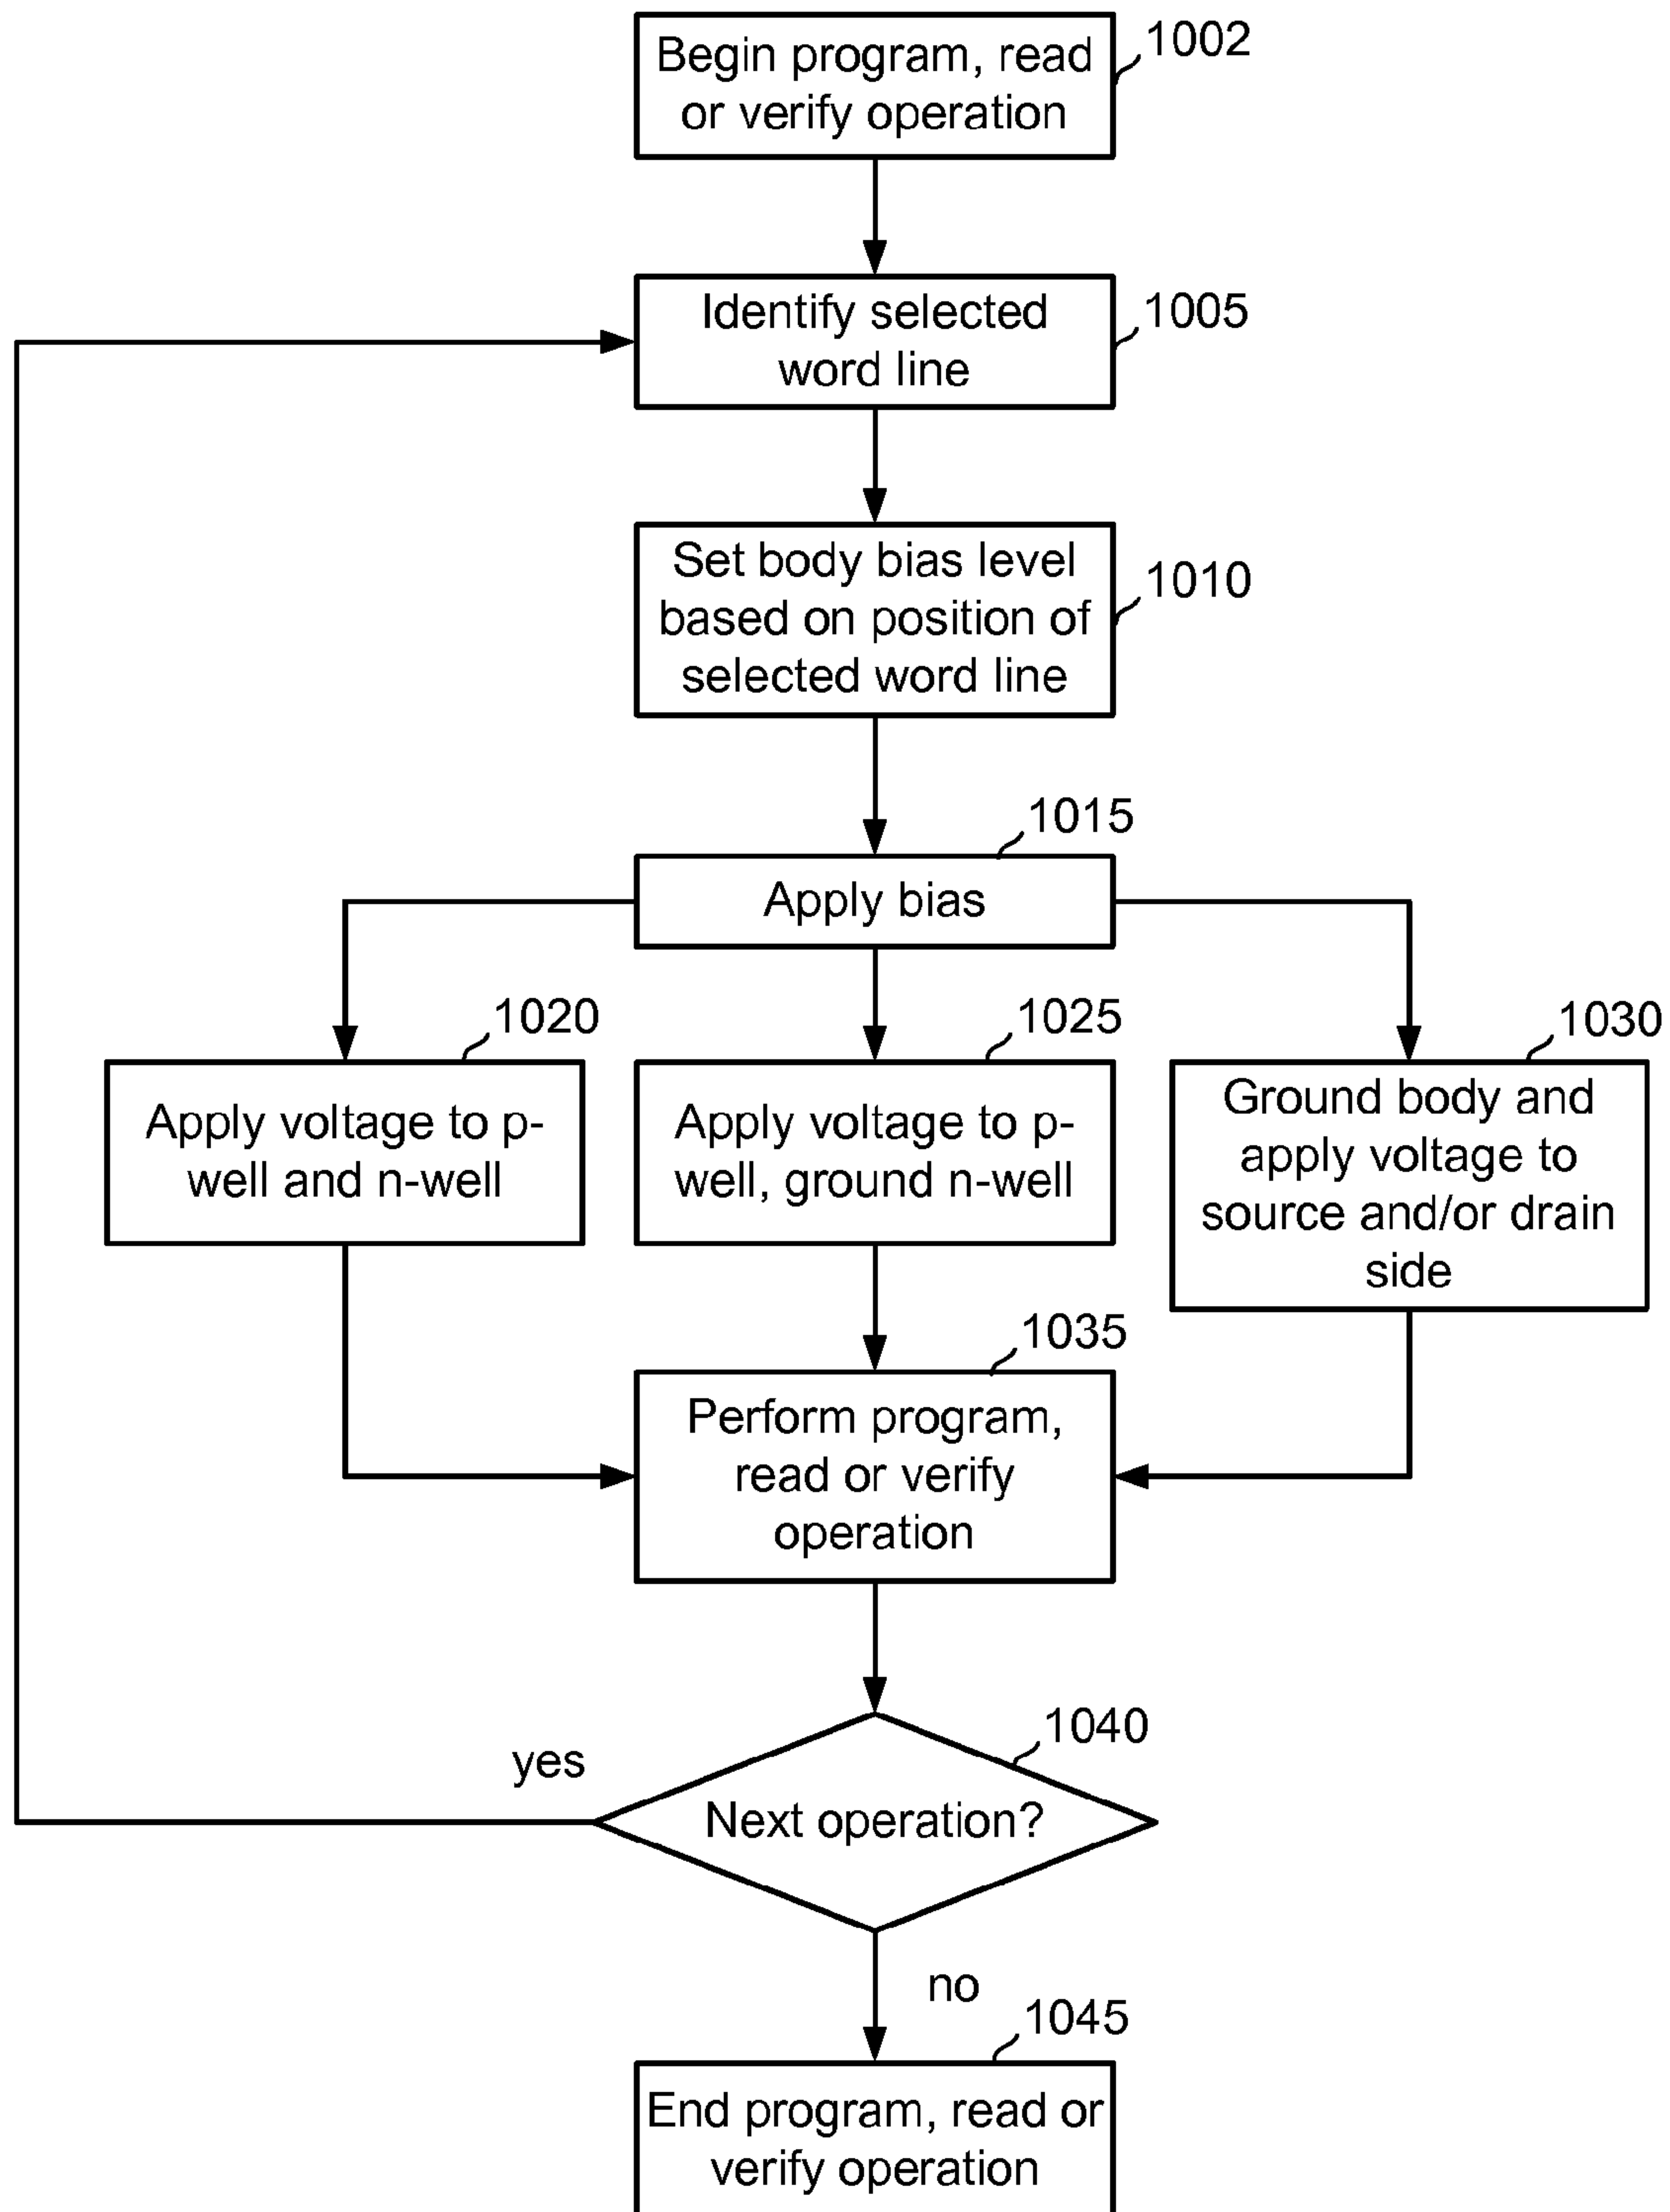 Begin program, read
or verify operation
1002
Identify selected
word line
1005
Set body bias level
based on position of
selected word line
1010
1015
Apply bias
1020
Apply voltage to p-
well and n-well
1025
Apply voltage to p-
well, ground n-well
1030
Ground body and
apply voltage to
source and/or drain
side
1035
Perform program,
read or verify
operation
1040
yes
Next operation?
no
1045
End program, read or
verify operation